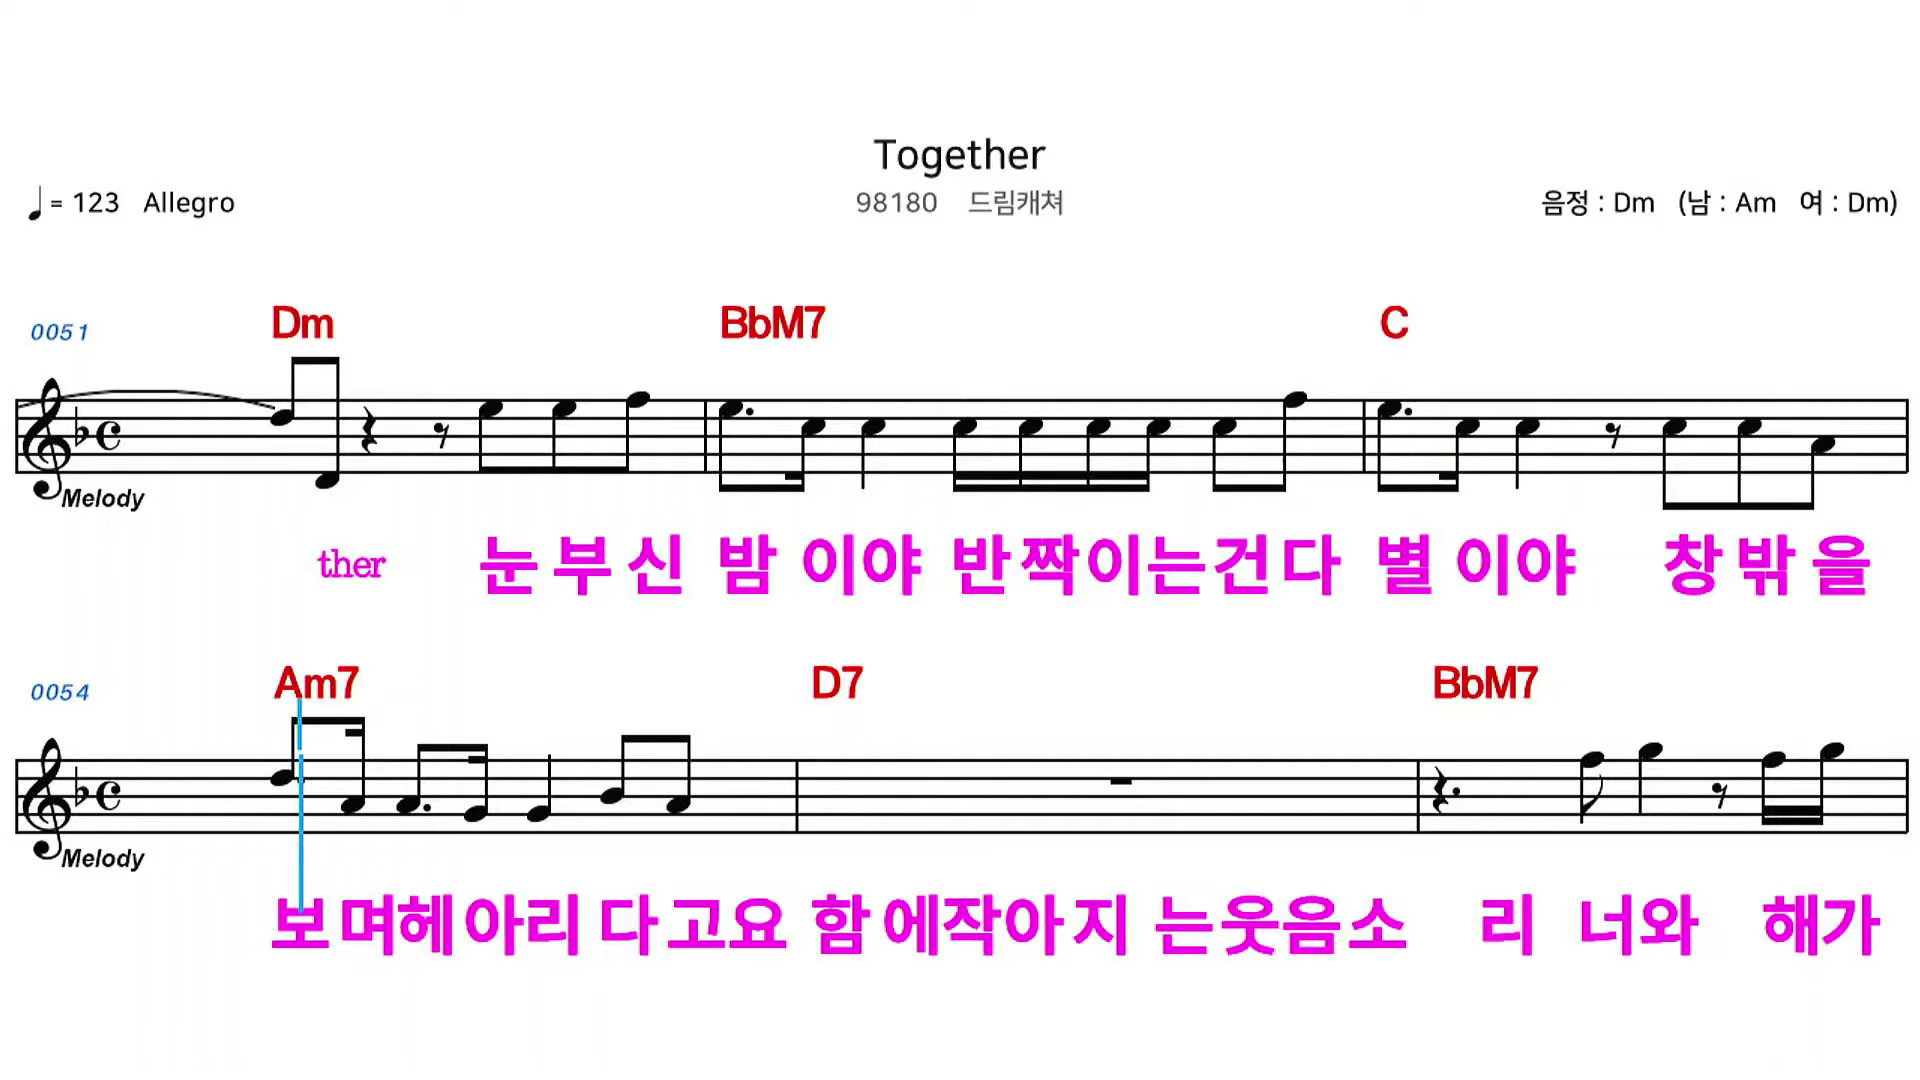 Together
♩= 123 Allegro 98180 드림캐쳐 음정 : Dm (남 : Am 여 : Dm)
0051 Dm BbM7 C
Melody
ther 눈부신 밤 이야 반짝이는건다 별 이야 창밖을
0054 Am7 D7 BbM7
Melody
보며헤아리 다고요 함에작아지 는웃음소 리 너와 해가